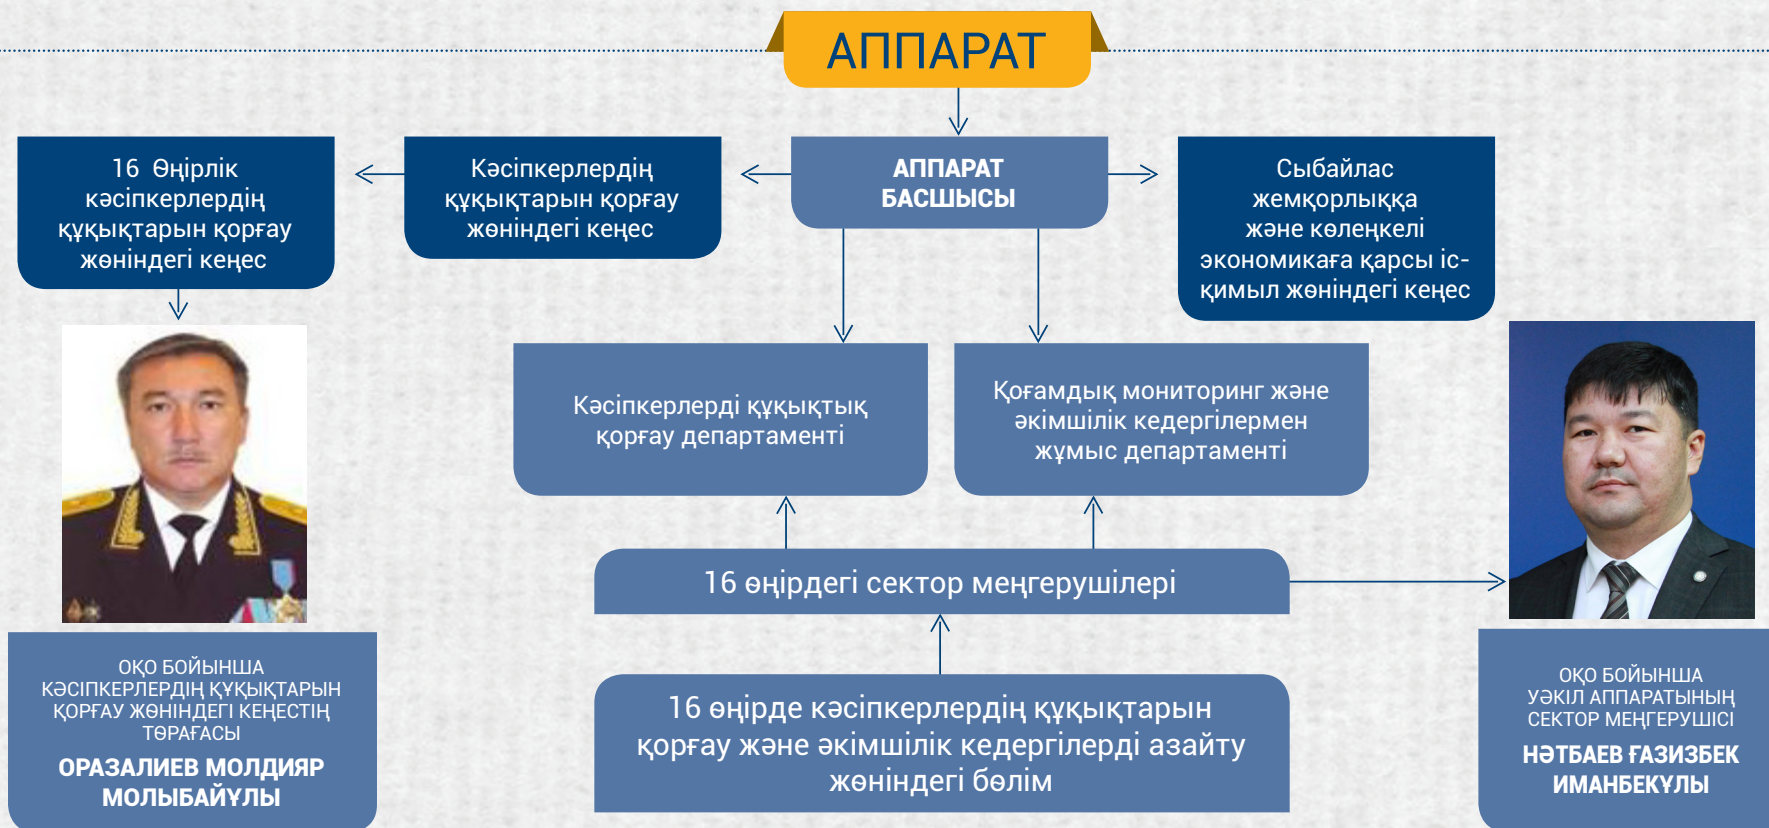 АППАРАТ
16 Өңірлік
кәсіпкерлердің
құқықтарын қорғау
жөніндегі кеңес
Кәсіпкерлердің
құқықтарын қорғау
жөніндегі кеңес
АППАРАТ
БАСШЫСЫ
Сыбайлас
жемқорлыққа
және көлеңкелі
экономикаға қарсы іс-
қимыл жөніндегі кеңес
Кәсіпкерлерді құқықтық
қорғау департаменті
Қоғамдық мониторинг және
әкімшілік кедергілермен
жұмыс департаменті
16 өңірдегі сектор меңгерушілері
16 өңірде кәсіпкерлердің құқықтарын
қорғау және әкімшілік кедергілерді азайту
жөніндегі бөлім
ОҚО БОЙЫНША
КӘСІПКЕРЛЕРДІҢ ҚҰҚЫҚТАРЫН
ҚОРҒАУ ЖӨНІНДЕГІ КЕҢЕСТІҢ
ТӨРАҒАСЫ
ОРАЗАЛИЕВ МОЛДИЯР
МОЛЫБАЙҰЛЫ
ОҚО БОЙЫНША
УӘКІЛ АППАРАТЫНЫҢ
СЕКТОР МЕҢГЕРУШІСІ
НӘТБАЕВ ҒАЗИЗБЕК
ИМАНБЕКҰЛЫ